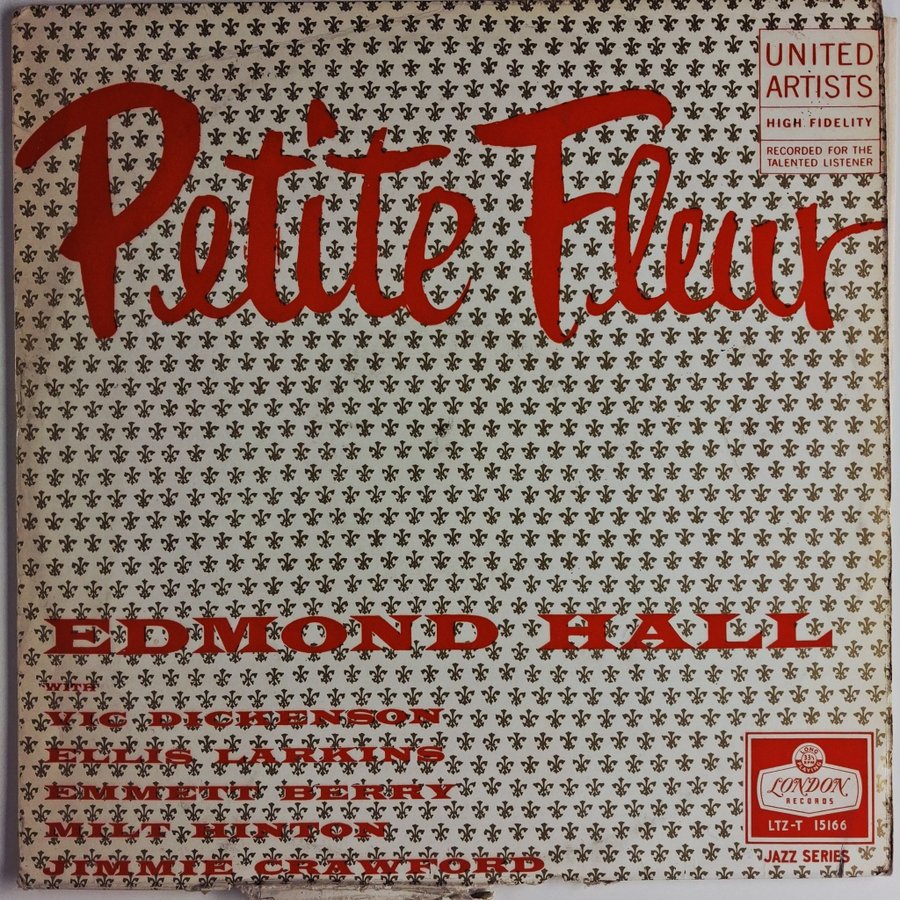 UNITED
ARTISTS
HIGH FIDELITY
RECORDED FOR THE
TALENTED LISTENER
Petite Fleur
EDMOND HALL
WITH
VIC DICKENSON
ELLIS LARKINS
EMMETT BERRY
MILT HINTON
JIMMIE CRAWFORD
LONDON
RECORDS
LTZ-T 15166
JAZZ SERIES